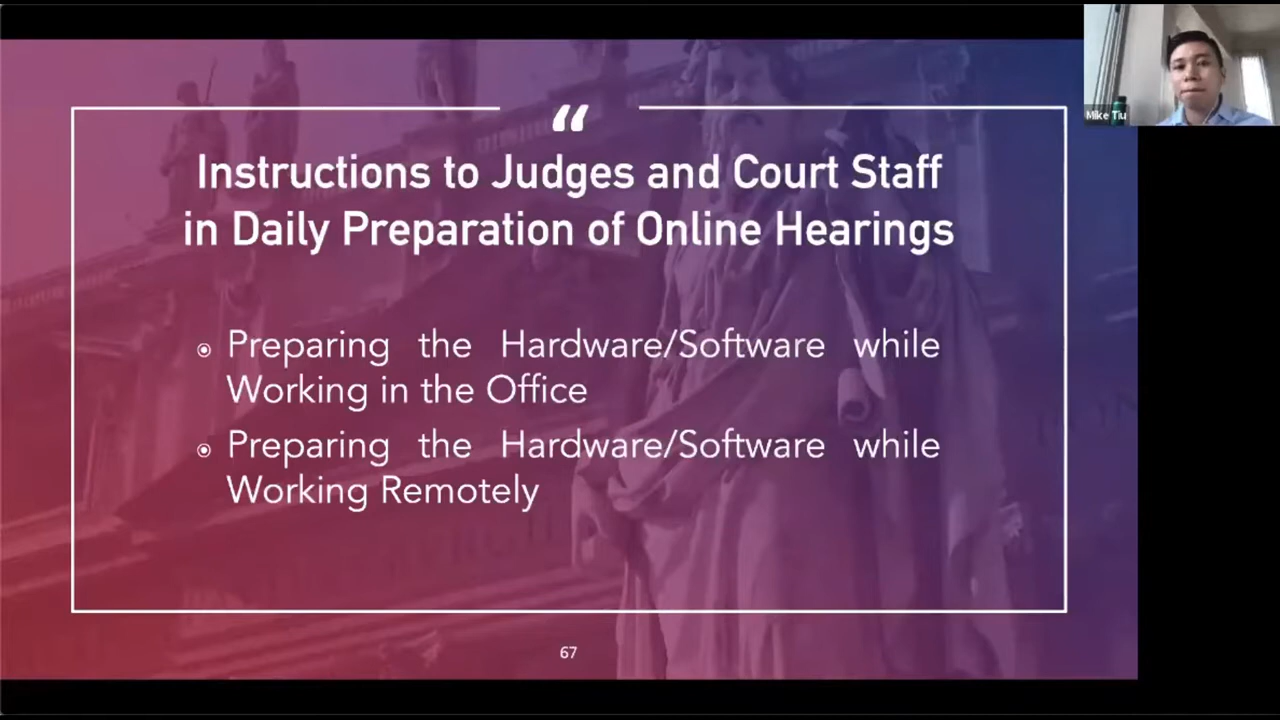 Mike Tiu
“
Instructions to Judges and Court Staff
in Daily Preparation of Online Hearings
Preparing the Hardware/Software while
Working in the Office
Preparing the Hardware/Software while
Working Remotely
67